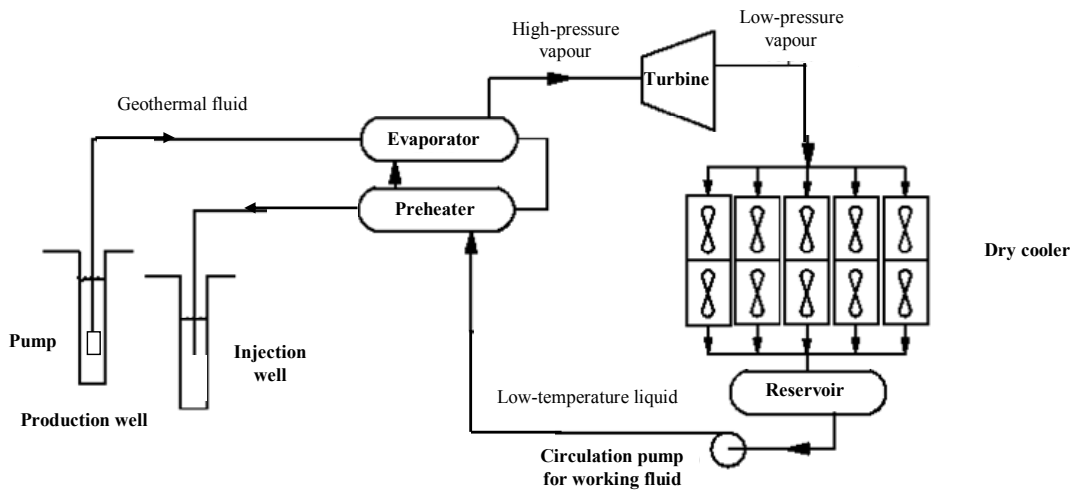 High-pressure
vapour
Low-pressure
vapour
Turbine
Geothermal fluid
Evaporator
Preheater
Dry cooler
Pump
Injection
well
Production well
Reservoir
Low-temperature liquid
Circulation pump
for working fluid